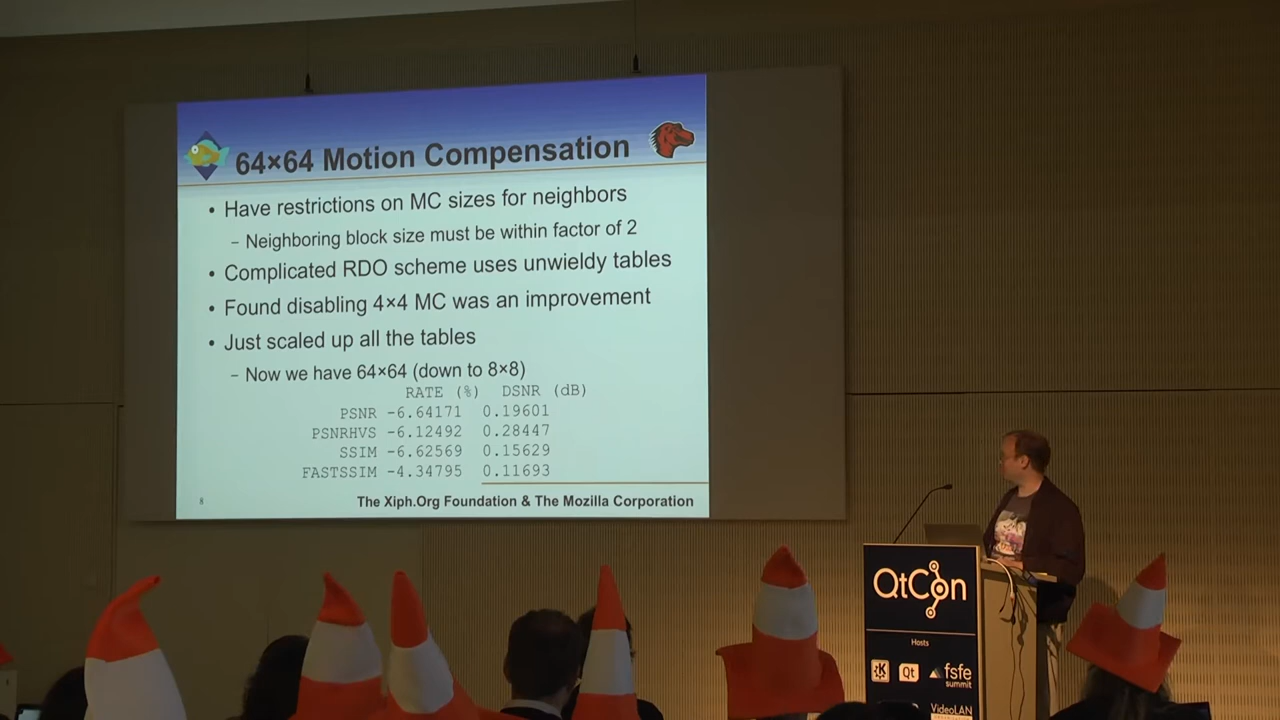 64×64 Motion Compensation
• Have restrictions on MC sizes for neighbors
– Neighboring block size must be within factor of 2
• Complicated RDO scheme uses unwieldy tables
• Found disabling 4×4 MC was an improvement
• Just scaled up all the tables
– Now we have 64×64 (down to 8×8)
RATE (%) DSNR (dB)
PSNR -6.64171 0.19601
PSNRHVS -6.12492 0.28447
SSIM -6.62569 0.15629
FASTSSIM -4.34795 0.11693
8 The Xiph.Org Foundation & The Mozilla Corporation
QtCon
Hosts
Qt fsfe
summit
VideoLAN